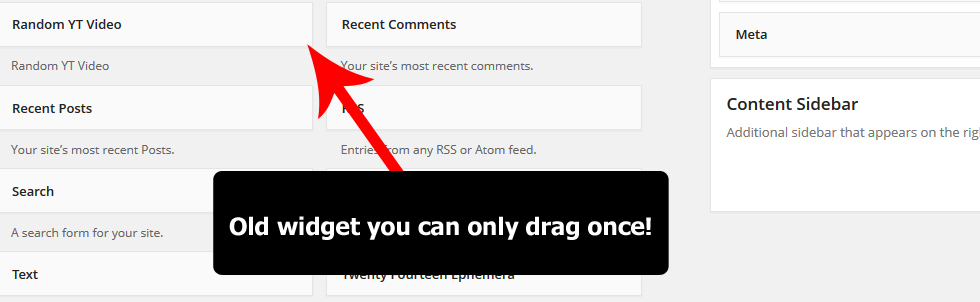 Random YT Video
Recent Comments
Meta
Random YT Video
Your site's most recent comments.
Content Sidebar
Recent Posts
Additional sidebar that appears on the
Your site's most recent Posts.
Entries from any RSS or Atom feed.
Search
Old widget you can only drag once!
A search form for your site.
Text
Twenty Fourteen Ephemera